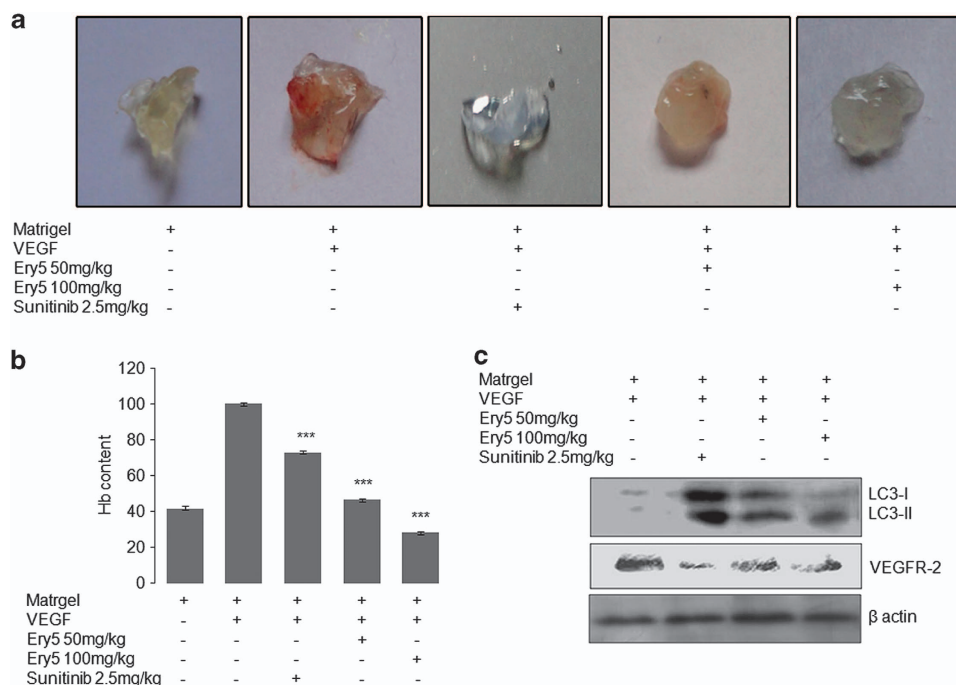 a
Matrigel + + + + +
VEGF - + + + +
Ery5 50mg/kg - - - + -
Ery5 100mg/kg - - - - +
Sunitinib 2.5mg/kg - - + - -
b
120
100
80
60
40
20
0
Hb content
***
***
***
Matrgel + + + + +
VEGF - + + + +
Ery5 50mg/kg - - - + -
Ery5 100mg/kg - - - - +
Sunitinib 2.5mg/kg - - + - -
c
Matrgel + + + +
VEGF + + + +
Ery5 50mg/kg - - + -
Ery5 100mg/kg - - - +
Sunitinib 2.5mg/kg - + - -
LC3-I
LC3-II
VEGFR-2
β actin